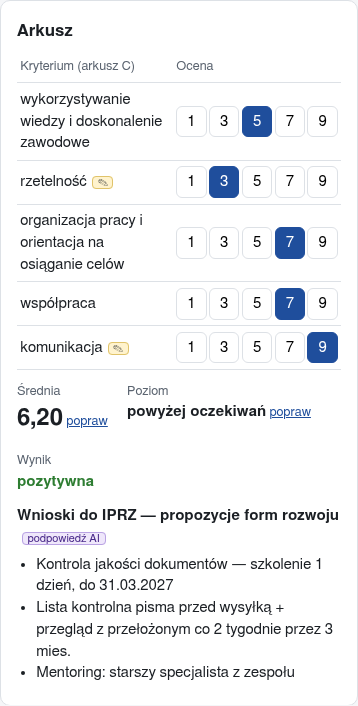 Arkusz
Kryterium (arkusz C) Ocena
wykorzystywanie
wiedzy i doskonalenie
zawodowe
1 3 5 7 9
rzetelność ✏️ 1 3 5 7 9
organizacja pracy i
orientacja na
osiąganie celów
1 3 5 7 9
współpraca 1 3 5 7 9
komunikacja ✏️ 1 3 5 7 9
Średnia
6,20 popraw
Poziom
powyżej oczekiwań popraw
Wynik
pozytywna
Wnioski do IPRZ — propozycje form rozwoju
podpowiedź AI
• Kontrola jakości dokumentów — szkolenie 1
dzień, do 31.03.2027
• Lista kontrolna pisma przed wysyłką +
przegląd z przełożonym co 2 tygodnie przez 3
mies.
• Mentoring: starszy specjalista z zespołu